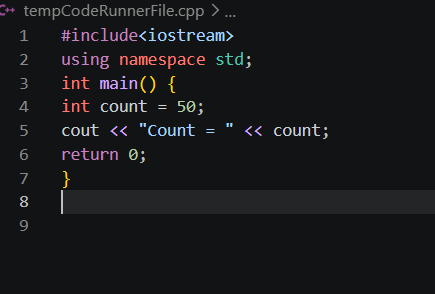 C++ tempCodeRunnerFile.cpp > ...
1 #include<iostream>
2 using namespace std;
3 int main() {
4 int count = 50;
5 cout << "Count = " << count;
6 return 0;
7 }
8
9